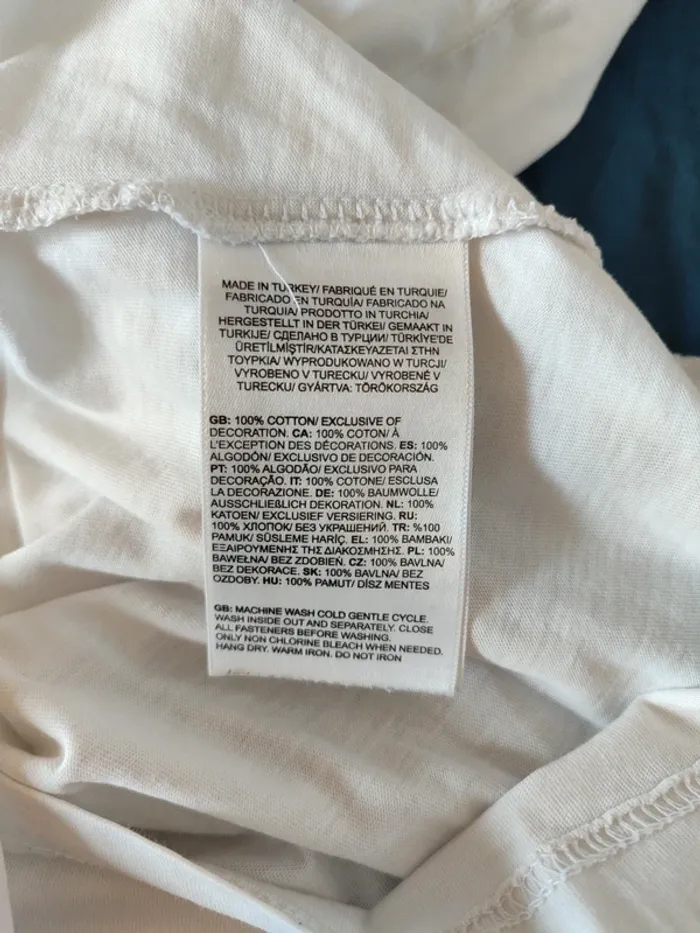 MADE IN TURKEY/ FABRIQUÉ EN TURQUIE/
FABRICADO EN TURQUÍA/ FABRICADO NA
TURQUIA/ PRODOTTO IN TURCHIA/
HERGESTELLT IN DER TÜRKEI/ GEMAAKT IN
TURKIJE/ СДЕЛАНО В ТУРЦИИ/ TÜRKİYE'DE
ÜRETİLMİŞTİR/ΚΑΤΑΣΚΕΥΑΖΕΤΑΙ ΣΤΗΝ
ΤΟΥΡΚΙΑ/ WYPRODUKOWANO W TURCJI/
VYROBENO V TURECKU/ VYROBENÉ V
TURECKU/ GYÁRTVA: TÖRÖKORSZÁG
GB: 100% COTTON/ EXCLUSIVE OF
DECORATION. CA: 100% COTON/ À
L'EXCEPTION DES DÉCORATIONS. ES: 100%
ALGODÓN/ EXCLUSIVO DE DECORACIÓN.
PT: 100% ALGODÃO/ EXCLUSIVO PARA
DECORAÇÃO. IT: 100% COTONE/ ESCLUSA
LA DECORAZIONE. DE: 100% BAUMWOLLE/
AUSSCHLIEßLICH DEKORATION. NL: 100%
KATOEN/ EXCLUSIEF VERSIERING. RU:
100% ХЛОПОК/ БЕЗ УКРАШЕНИЙ. TR: %100
PAMUK/ SÜSLEME HARİÇ. EL: 100% ΒΑΜΒΑΚΙ/
ΕΞΑΙΡΟΥΜΕΝΗΣ ΤΗΣ ΔΙΑΚΟΣΜΗΣΗΣ. PL: 100%
BAWEŁNA/ BEZ ZDOBIEŃ. CZ: 100% BAVLNA/
BEZ DEKORACE. SK: 100% BAVLNA/ BEZ
OZDOBY. HU: 100% PAMUT/ DÍSZ MENTES
GB: MACHINE WASH COLD GENTLE CYCLE.
WASH INSIDE OUT AND SEPARATELY. CLOSE
ALL FASTENERS BEFORE WASHING.
ONLY NON CHLORINE BLEACH WHEN NEEDED.
HANG DRY. WARM IRON. DO NOT IRON